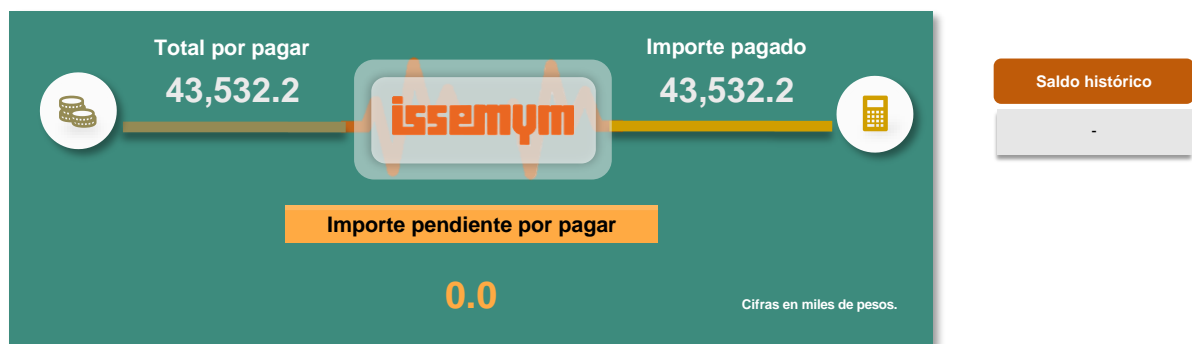 Total por pagar
43,532.2
issemym
Importe pagado
43,532.2
Importe pendiente por pagar
0.0
Cifras en miles de pesos.
Saldo histórico
-